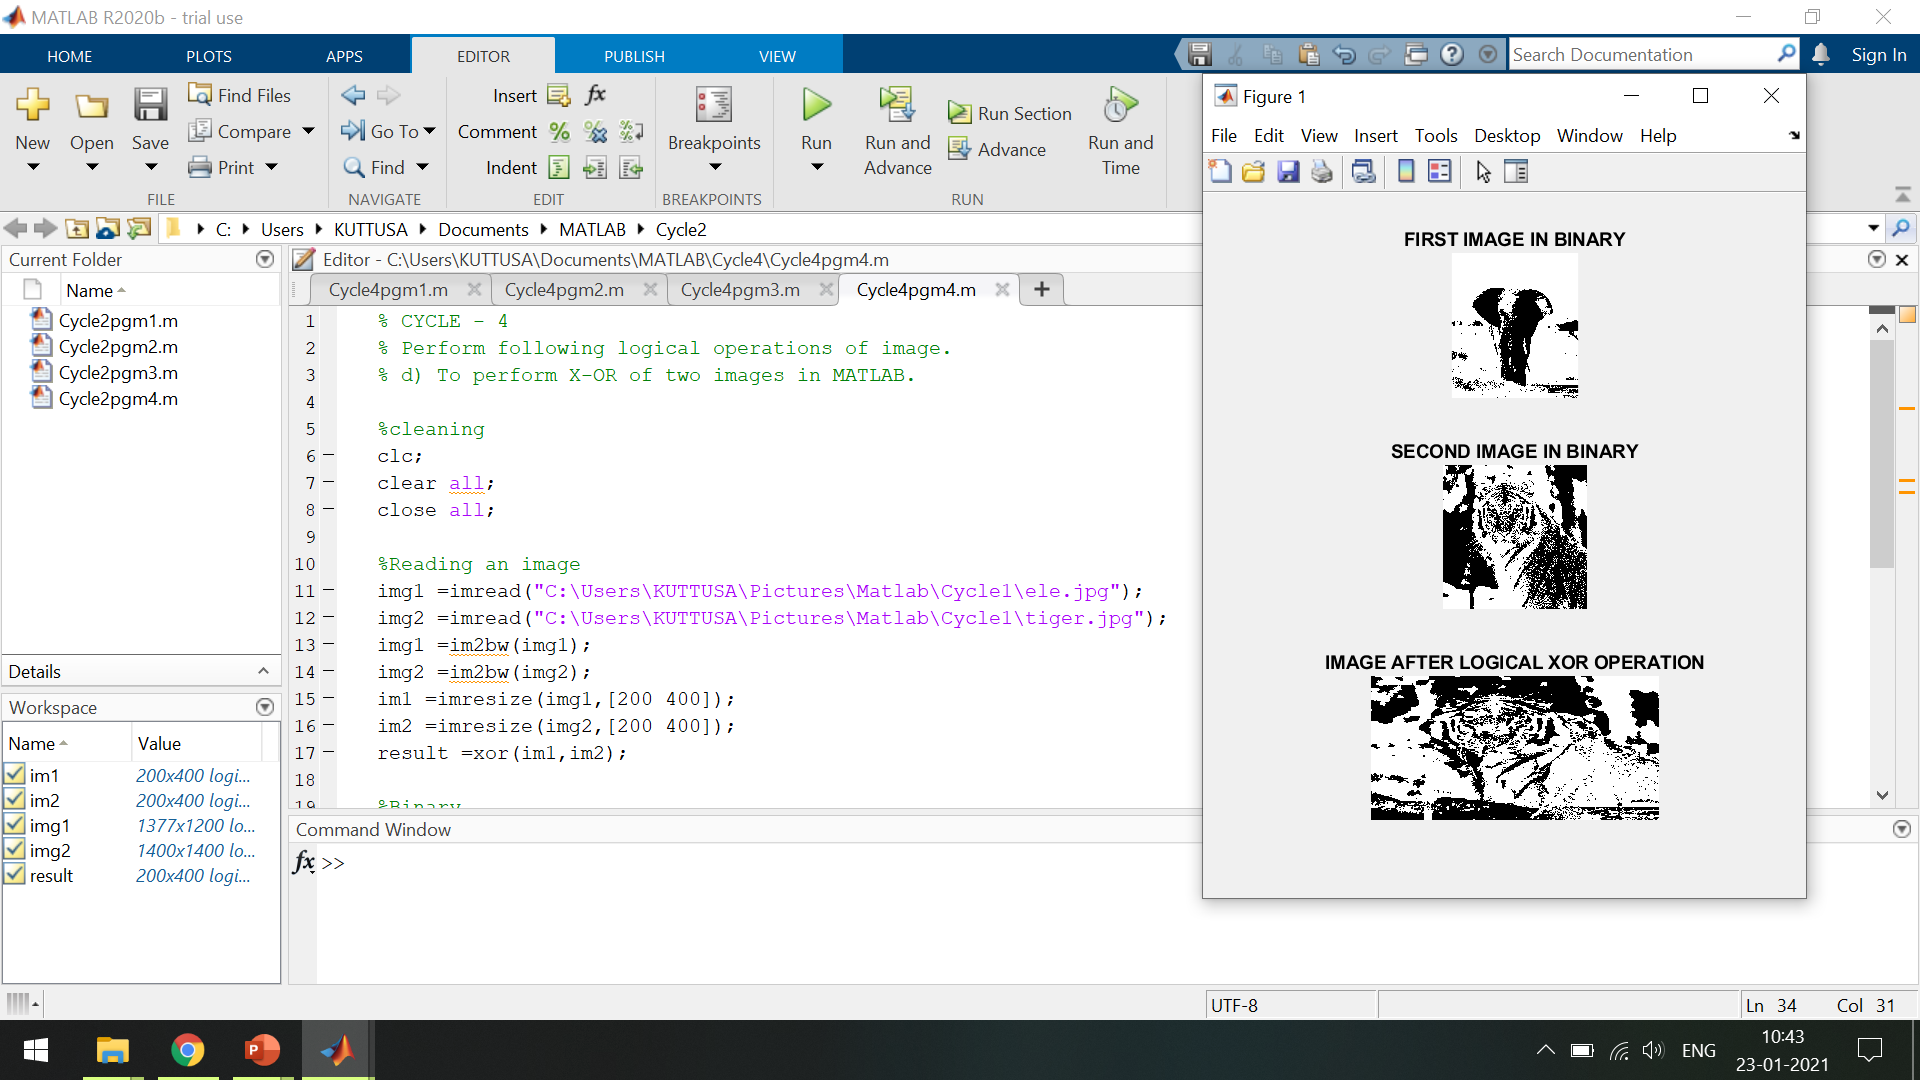 MATLAB R2020b - trial use
HOME PLOTS APPS EDITOR PUBLISH VIEW
Search Documentation
Sign In
New Open Save
Find Files
Compare
Print
FILE
Go To
Find
NAVIGATE
Insert fx
Comment
Indent
EDIT
Breakpoints
BREAKPOINTS
Run
Run and Advance
Run Section
Advance
Run and Time
RUN
C: Users KUTTUSA Documents MATLAB Cycle2
Current Folder
Name
Cycle2pgm1.m
Cycle2pgm2.m
Cycle2pgm3.m
Cycle2pgm4.m
Details
Workspace
Name Value
im1 200x400 logi...
im2 200x400 logi...
img1 1377x1200 lo...
img2 1400x1400 lo...
result 200x400 logi...
Editor - C:\Users\KUTTUSA\Documents\MATLAB\Cycle4\Cycle4pgm4.m
Cycle4pgm1.m Cycle4pgm2.m Cycle4pgm3.m Cycle4pgm4.m
1 % CYCLE - 4
2 % Perform following logical operations of image.
3 % d) To perform X-OR of two images in MATLAB.
4
5 %cleaning
6 clc;
7 clear all;
8 close all;
9
10 %Reading an image
11 img1 =imread("C:\Users\KUTTUSA\Pictures\Matlab\Cycle1\ele.jpg");
12 img2 =imread("C:\Users\KUTTUSA\Pictures\Matlab\Cycle1\tiger.jpg");
13 img1 =im2bw(img1);
14 img2 =im2bw(img2);
15 im1 =imresize(img1,[200 400]);
16 im2 =imresize(img2,[200 400]);
17 result =xor(im1,im2);
18
19 %Binary
Command Window
fx >>
Figure 1
File Edit View Insert Tools Desktop Window Help
FIRST IMAGE IN BINARY
SECOND IMAGE IN BINARY
IMAGE AFTER LOGICAL XOR OPERATION
UTF-8
Ln 34 Col 31
ENG
10:43
23-01-2021